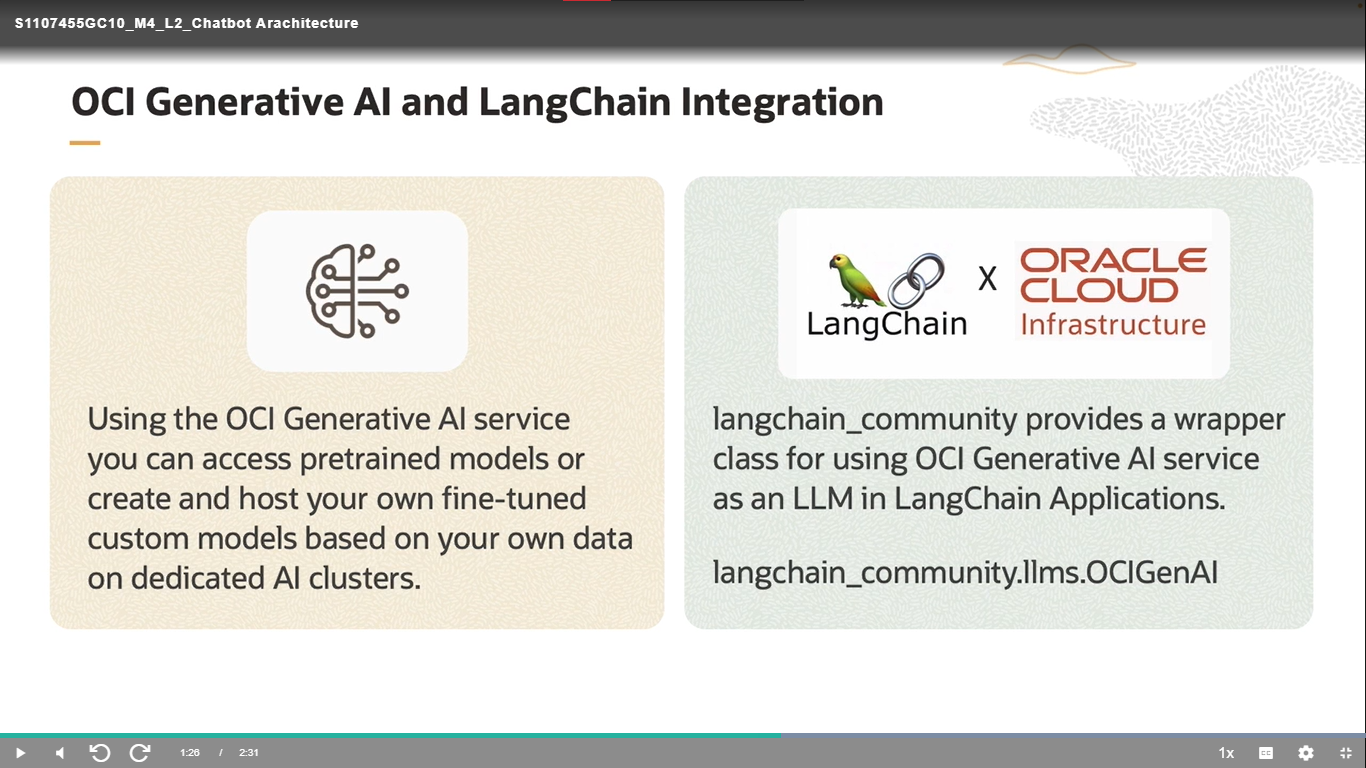 S1107455GC10_M4_L2_Chatbot Arachitecture
OCI Generative AI and LangChain Integration
Using the OCI Generative AI service
you can access pretrained models or
create and host your own fine-tuned
custom models based on your own data
on dedicated AI clusters.
LangChain
X
ORACLE
CLOUD
Infrastructure
langchain_community provides a wrapper
class for using OCI Generative AI service
as an LLM in LangChain Applications.
langchain_community.llms.OCIGenAI
1:26 / 2:31
1x
CC